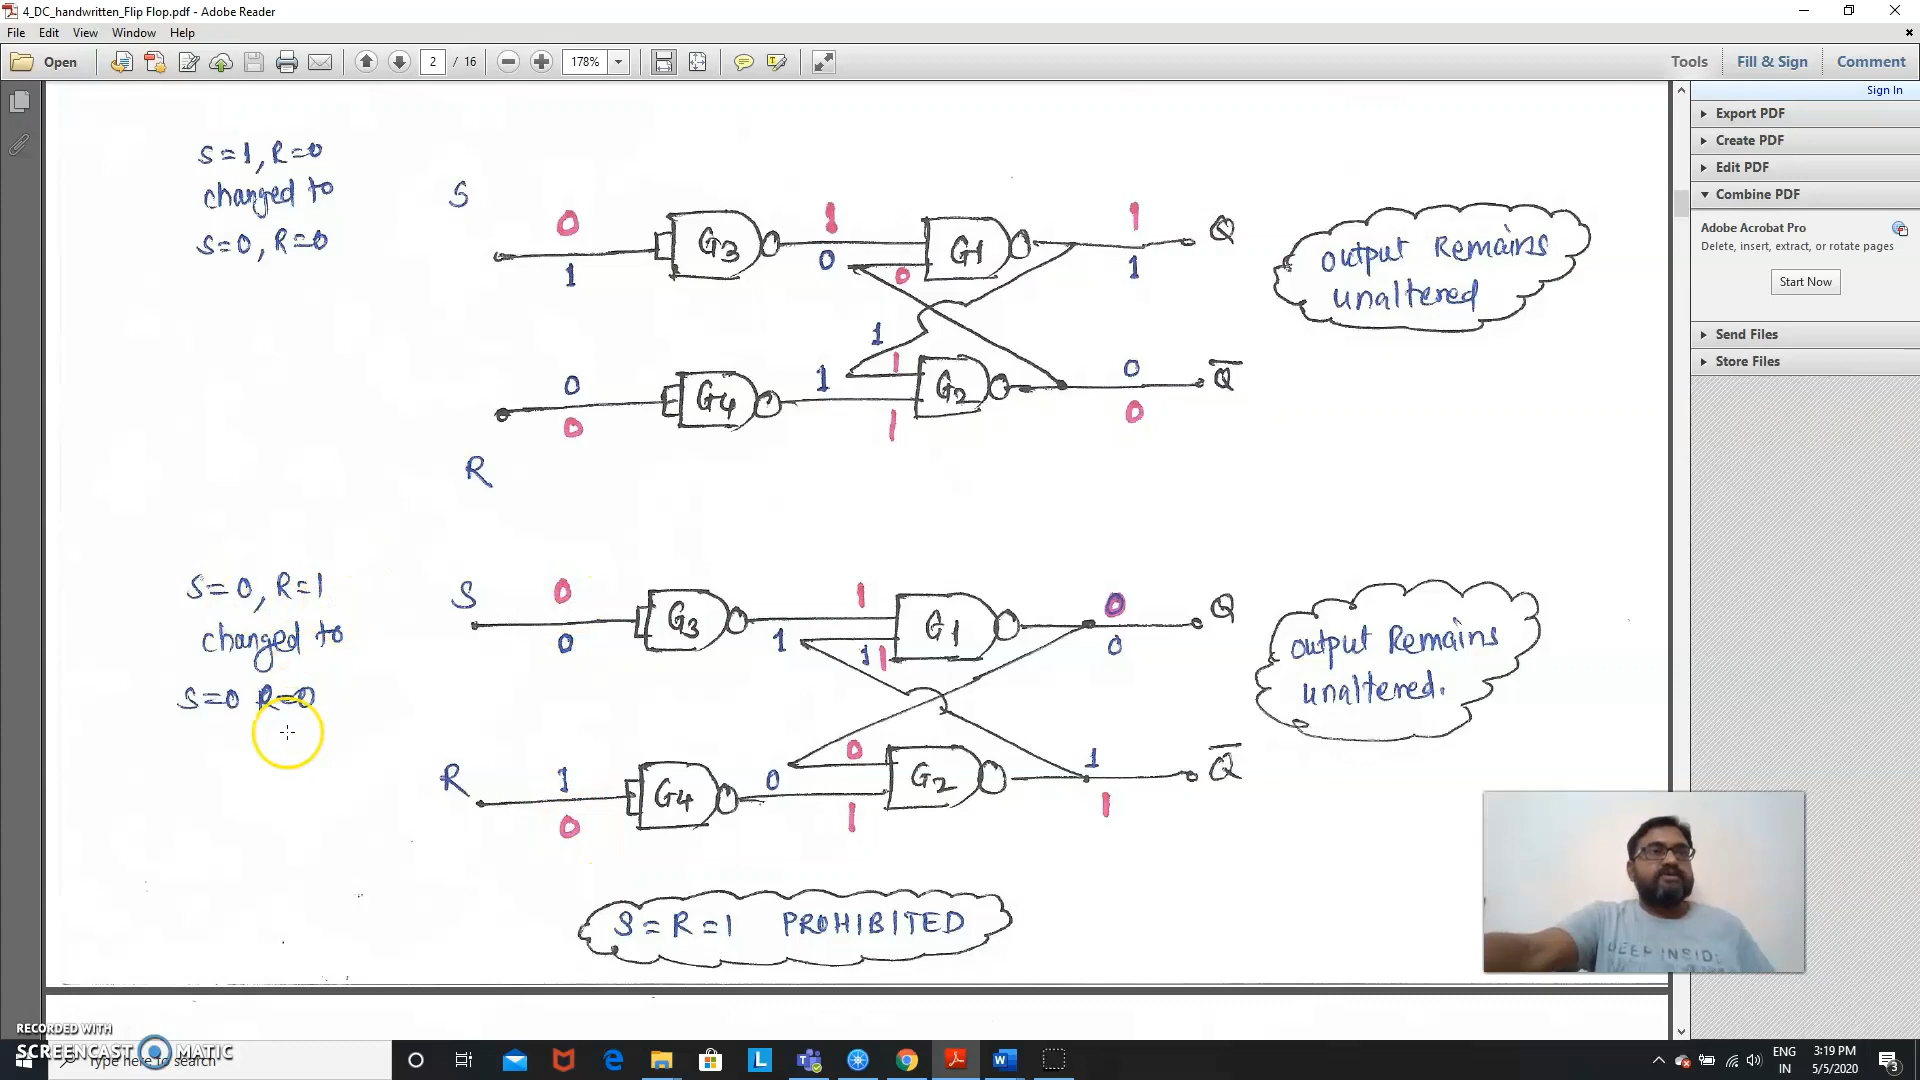 4_DC_handwritten_Flip Flop.pdf - Adobe Reader
File Edit View Window Help
Open 2 / 16 178% Tools Fill & Sign Comment
Sign In
Export PDF
Create PDF
Edit PDF
Combine PDF
Adobe Acrobat Pro
Delete, insert, extract, or rotate pages
Start Now
Send Files
Store Files
S=1, R=0
changed to
S=0, R=0
S
0 1 1 Q
G3 G1
1 0 0 1
output Remains
unaltered
1
0 1 1 0 Q̅
G4 G2
0 1 0
R
S=0, R=1
changed to
S=0 R=0
S 0 1 0 Q
G3 G1
0 1 1 1 0
output Remains
unaltered.
R 1 0 0 1 Q̅
G4 G2
0 1 1
S=R=1 PROHIBITED
DEEP INSIDE
RECORDED WITH
SCREENCAST MATIC
Type here to search
ENG
IN
3:19 PM
5/5/2020
3